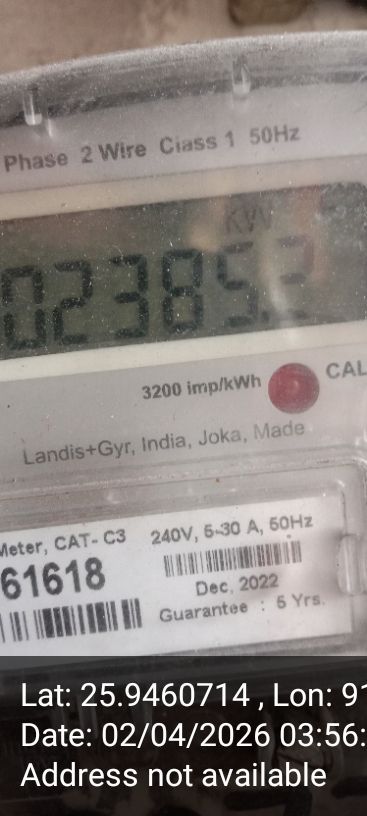 Phase 2 Wire Class 1 50Hz
KW
02385.2
3200 imp/kWh CAL
Landis+Gyr, India, Joka, Made
Meter, CAT- C3 240V, 5-30 A, 50Hz
61618
Dec, 2022
Guarantee : 5 Yrs.
Lat: 25.9460714 , Lon: 91
Date: 02/04/2026 03:56:
Address not available